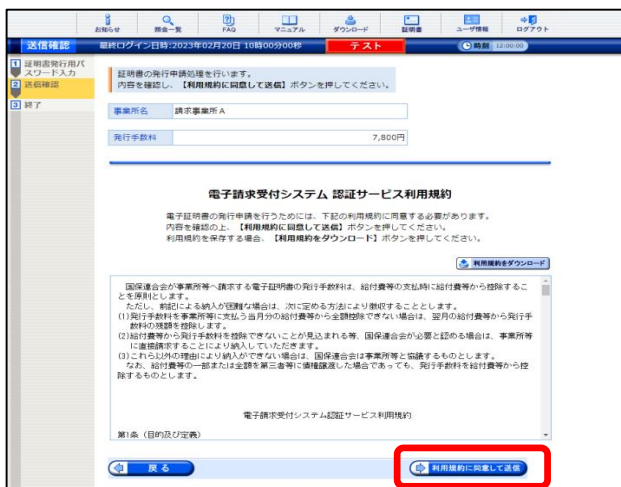 お知らせ 照会一覧 FAQ マニュアル ダウンロード 証明書 ユーザ情報 ログアウト
送信確認 最終ログイン日時:2023年02月20日 10時00分00秒 テスト 時刻 12:00:00
1 証明書発行用パスワード入力
2 送信確認
3 終了
証明書の発行申請処理を行います。
内容を確認し、【利用規約に同意して送信】ボタンを押してください。
事業所名 請求事業所A
発行手数料 7,800円
電子請求受付システム 認証サービス利用規約
電子証明書の発行申請を行うためには、下記の利用規約に同意する必要があります。
内容を確認の上、【利用規約に同意して送信】ボタンを押してください。
利用規約を保存する場合、【利用規約をダウンロード】ボタンを押してください。
利用規約をダウンロード
国保連合会が事業所等へ請求する電子証明書の発行手数料は、給付費等の支払時に給付費等から控除するこ
とを原則とします。
ただし、前記による納入が困難な場合は、次に定める方法により徴収することとします。
(1)発行手数料を事業所等に支払う当月分の給付費等から全額控除できない場合は、翌月の給付費等から発行手
数料の残額を控除します。
(2)給付費等から発行手数料を控除できないことが見込まれる等、国保連合会が必要と認める場合は、事業所等
に直接請求することにより納入していただきます。
(3)これら以外の理由により納入ができない場合は、国保連合会は事業所等と協議するものとします。
なお、給付費等の一部または全額を第三者等に債権譲渡した場合であっても、発行手数料を給付費等から控
除するものとします。
電子請求受付システム認証サービス利用規約
第1条（目的及び定義）
戻る 利用規約に同意して送信